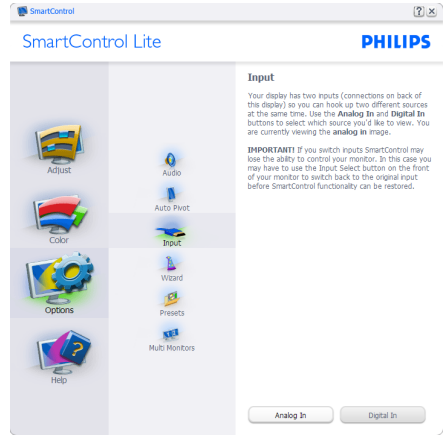 SmartControl
SmartControl Lite
PHILIPS
Adjust
Color
Options
Help
Audio
Auto Pivot
Input
Wizard
Presets
Multi Monitors
Input
Your display has two inputs (connections on back of
this display) so you can hook up two different sources
at the same time. Use the Analog In and Digital In
buttons to select which source you'd like to view. You
are currently viewing the analog in image.
IMPORTANT! If you switch inputs SmartControl may
lose the ability to control your monitor. In this case you
may have to use the Input Select button on the front
of your monitor to switch back to the original input
before SmartControl functionality can be restored.
Analog In
Digital In